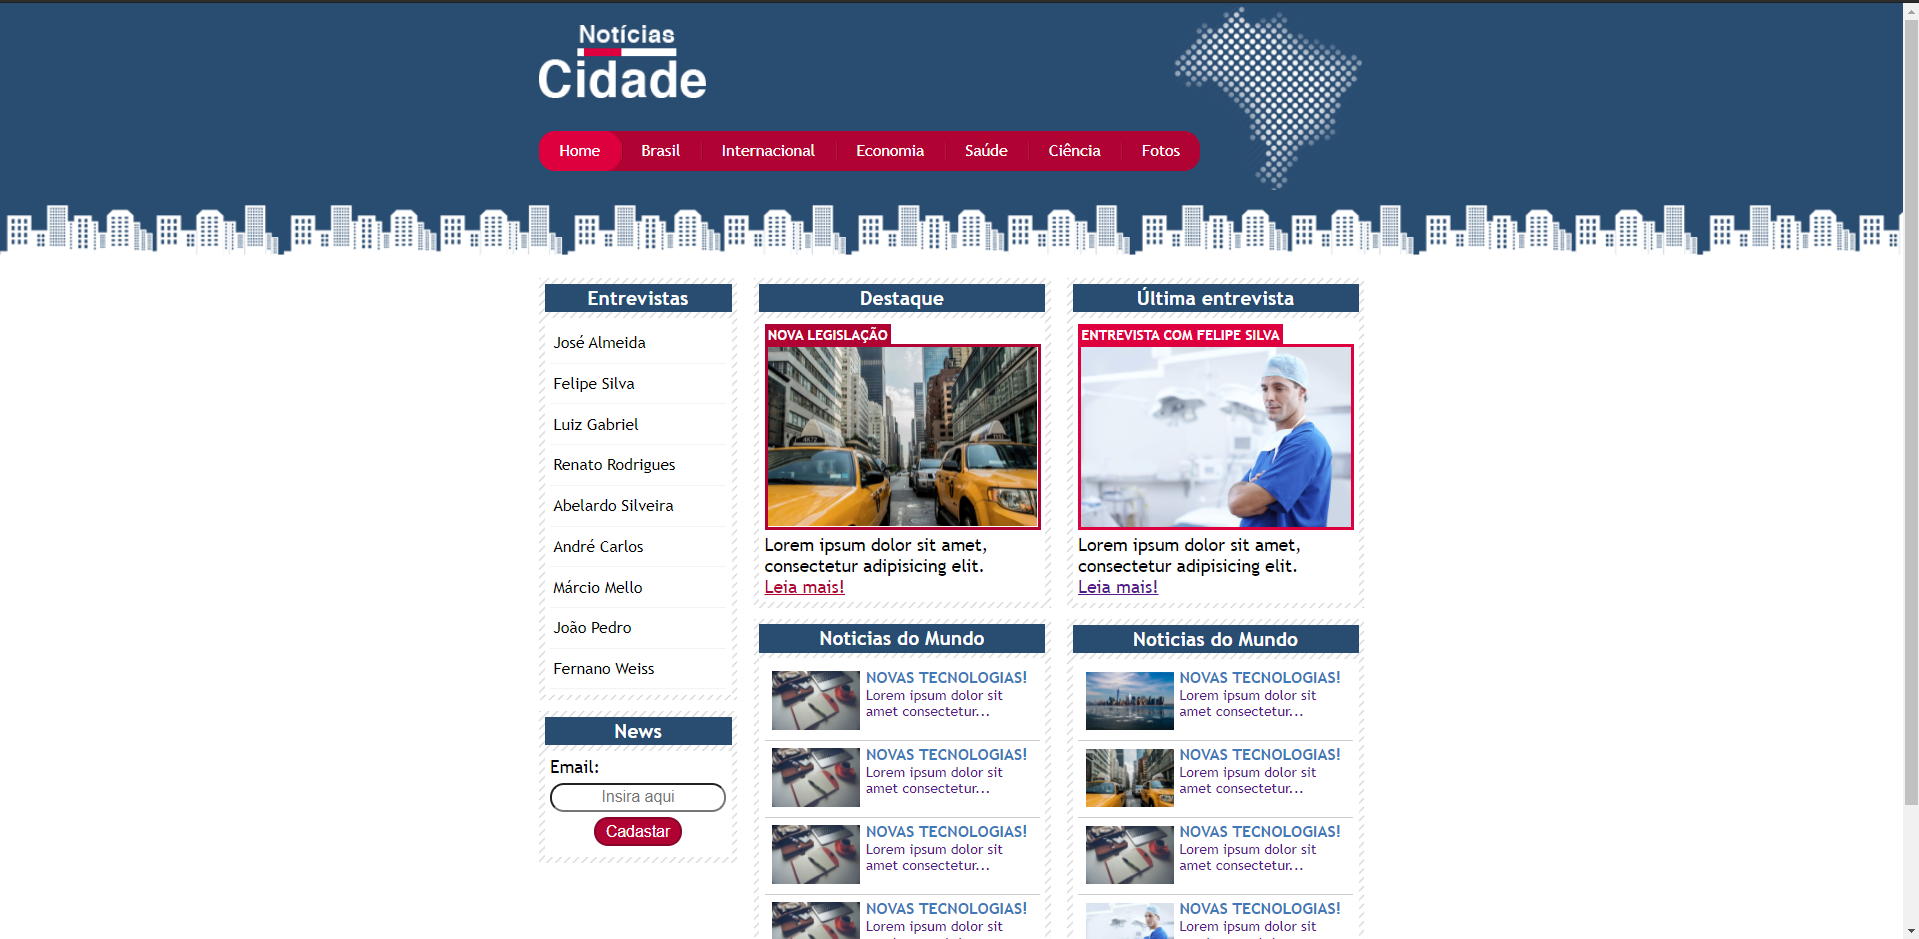 Notícias
Cidade
Home
Brasil
Internacional
Economia
Saúde
Ciência
Fotos
Entrevistas
José Almeida
Felipe Silva
Luiz Gabriel
Renato Rodrigues
Abelardo Silveira
André Carlos
Márcio Mello
João Pedro
Fernano Weiss
News
Email:
Insira aqui
Cadastar
Destaque
NOVA LEGISLAÇÃO
Lorem ipsum dolor sit amet,
consectetur adipisicing elit.
Leia mais!
Noticias do Mundo
NOVAS TECNOLOGIAS!
Lorem ipsum dolor sit
amet consectetur...
NOVAS TECNOLOGIAS!
Lorem ipsum dolor sit
amet consectetur...
NOVAS TECNOLOGIAS!
Lorem ipsum dolor sit
amet consectetur...
NOVAS TECNOLOGIAS!
Lorem ipsum dolor sit
Última entrevista
ENTREVISTA COM FELIPE SILVA
Lorem ipsum dolor sit amet,
consectetur adipisicing elit.
Leia mais!
Noticias do Mundo
NOVAS TECNOLOGIAS!
Lorem ipsum dolor sit
amet consectetur...
NOVAS TECNOLOGIAS!
Lorem ipsum dolor sit
amet consectetur...
NOVAS TECNOLOGIAS!
Lorem ipsum dolor sit
amet consectetur...
NOVAS TECNOLOGIAS!
Lorem ipsum dolor sit